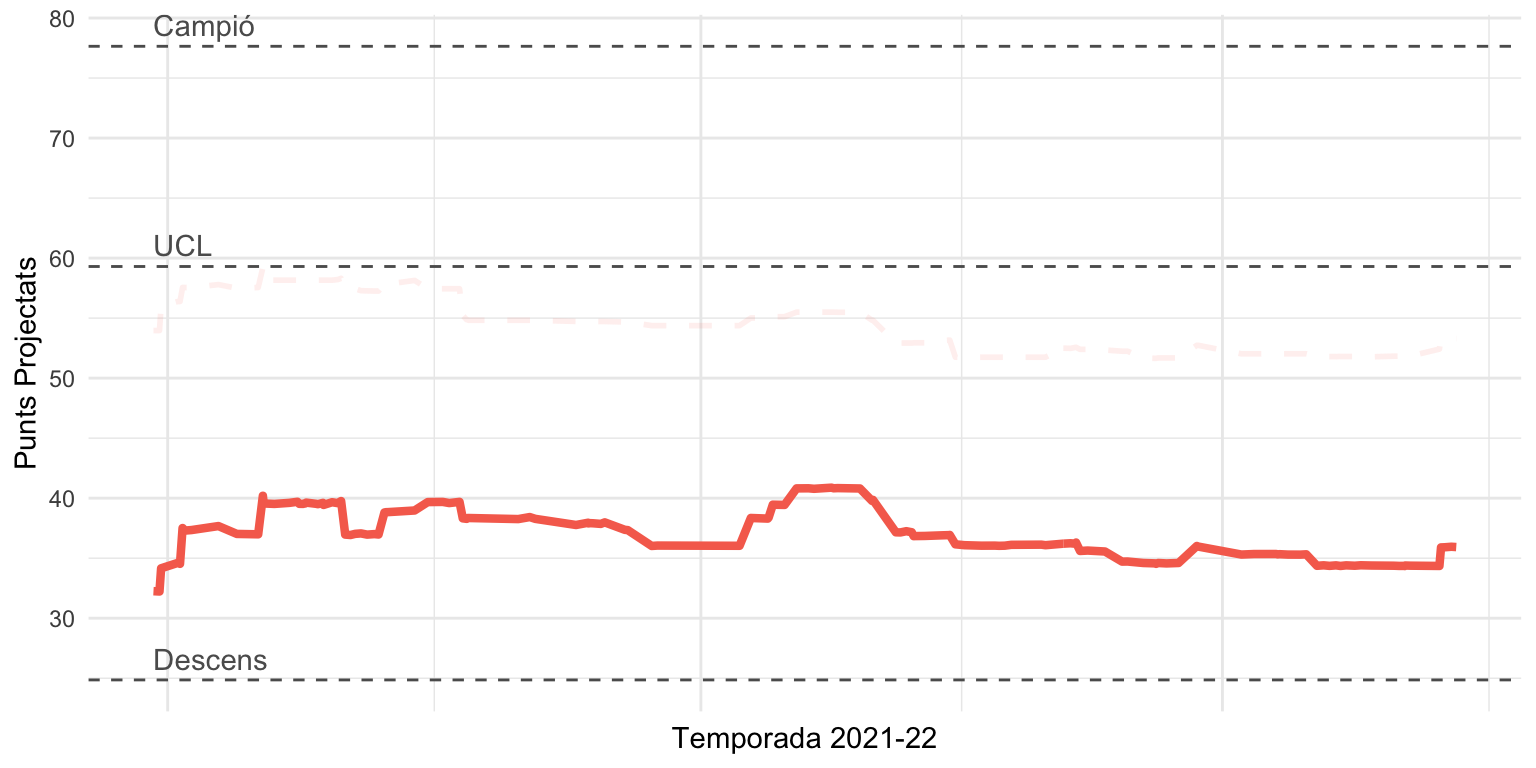 80
Campió
70
UCL
60
50
40
30
Descens
Punts Projectats
Temporada 2021-22